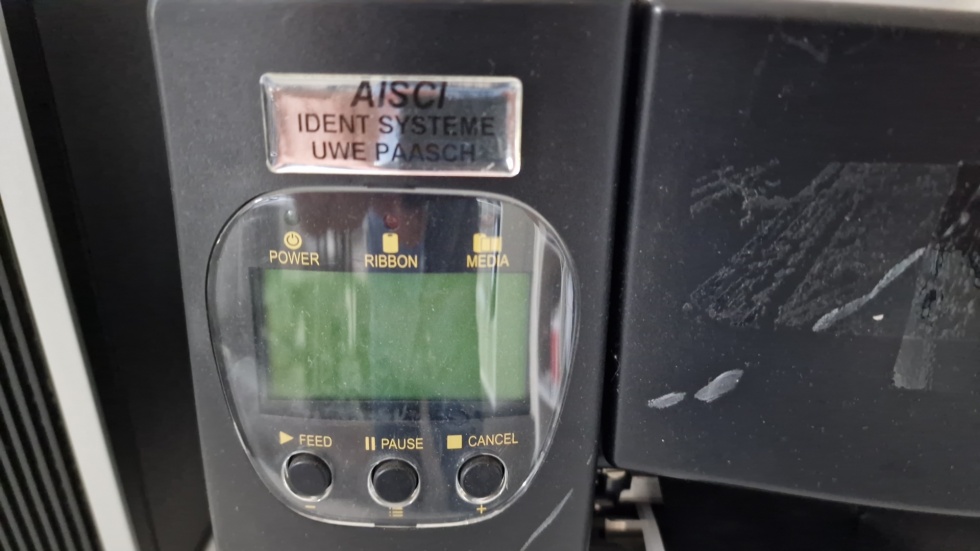 AISCI
IDENT SYSTEME
UWE PAASCH
POWER
RIBBON
MEDIA
FEED
PAUSE
CANCEL
- +